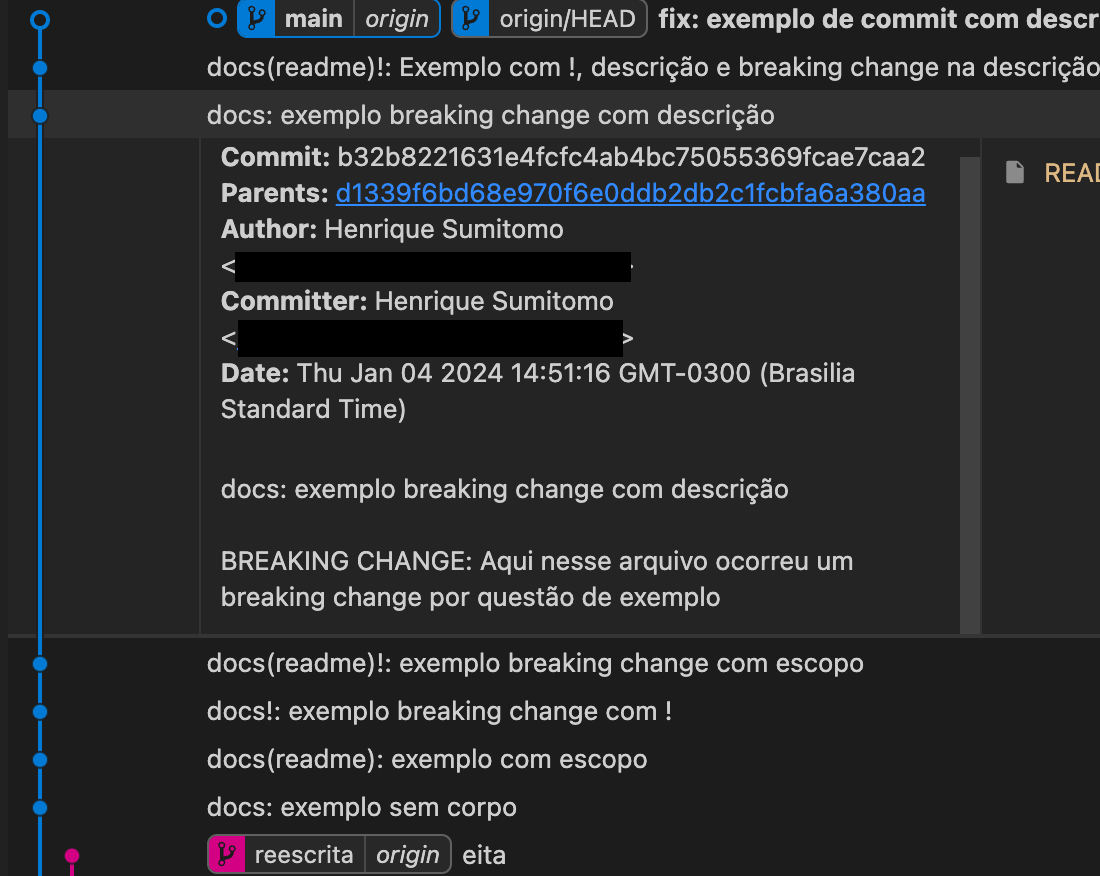 main origin origin/HEAD fix: exemplo de commit com descr
docs(readme)!: Exemplo com !, descrição e breaking change na descrição
docs: exemplo breaking change com descrição
Commit: b32b8221631e4fcfc4ab4bc75055369fcae7caa2
Parents: d1339f6bd68e970f6e0ddb2db2c1fcbfa6a380aa
READ
Author: Henrique Sumitomo
<
Committer: Henrique Sumitomo
< >
Date: Thu Jan 04 2024 14:51:16 GMT-0300 (Brasilia
Standard Time)
docs: exemplo breaking change com descrição
BREAKING CHANGE: Aqui nesse arquivo ocorreu um
breaking change por questão de exemplo
docs(readme)!: exemplo breaking change com escopo
docs!: exemplo breaking change com !
docs(readme): exemplo com escopo
docs: exemplo sem corpo
reescrita origin eita